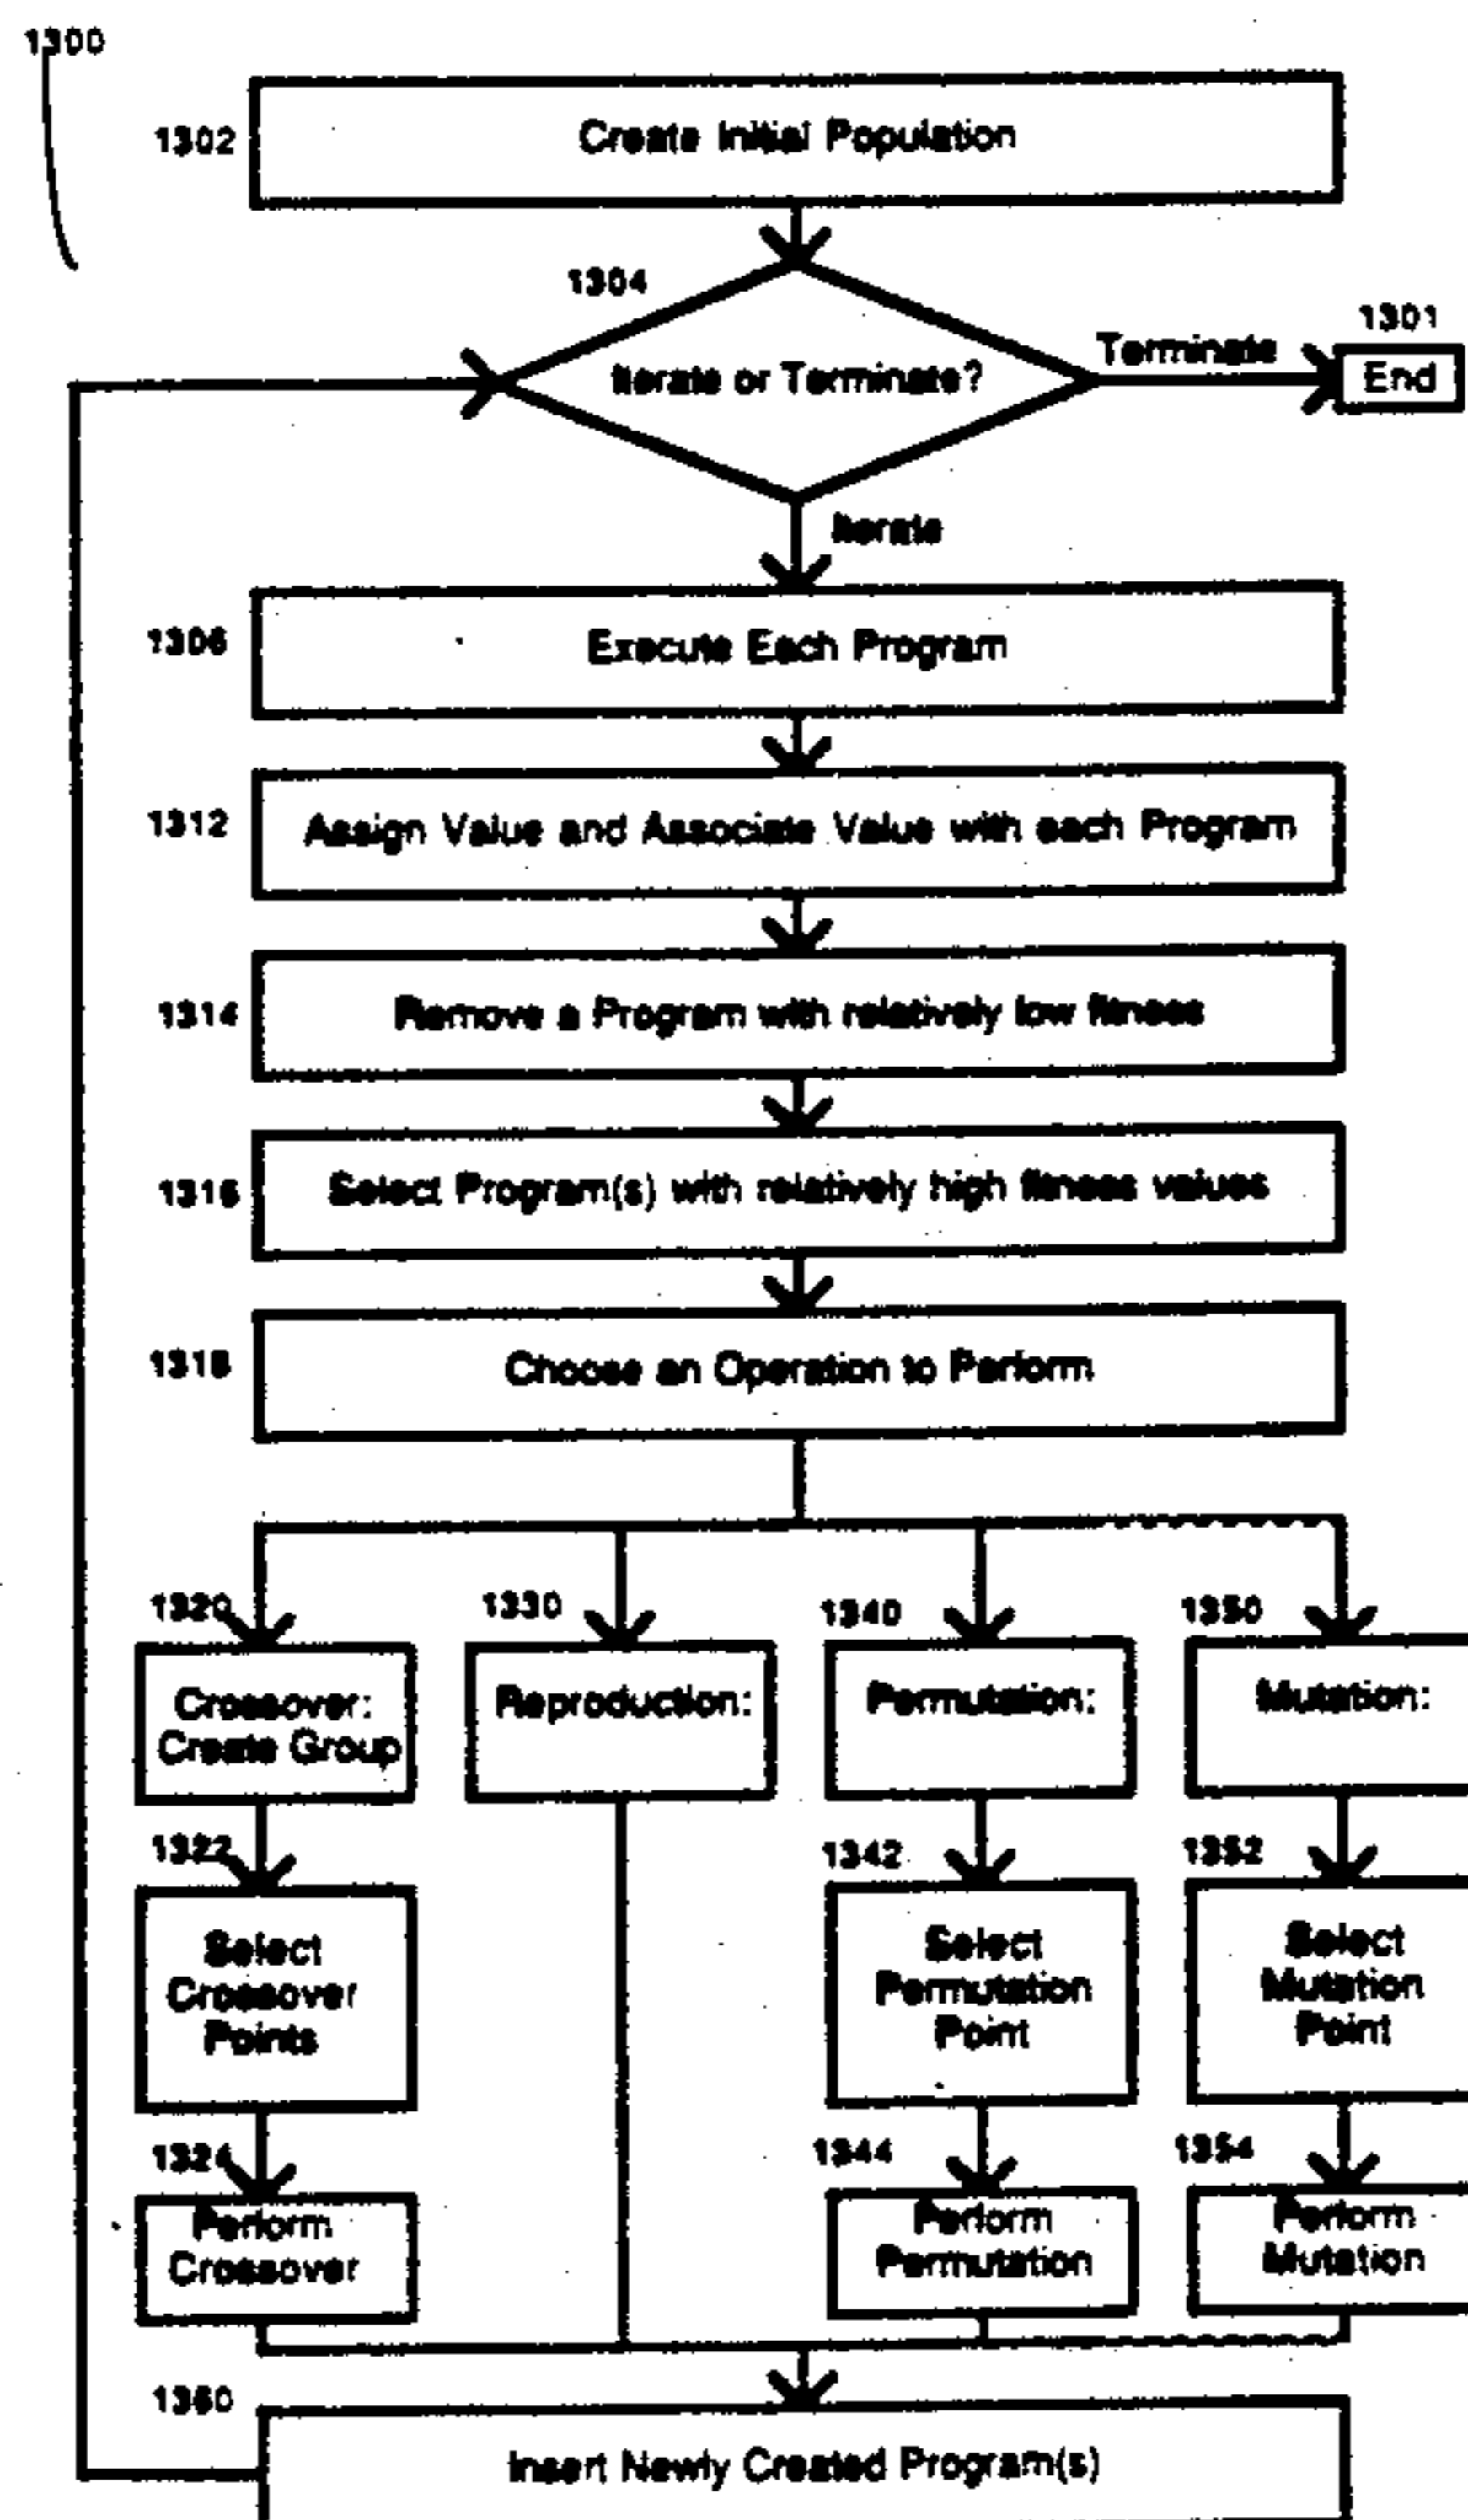 1300
1302
Create Initial Population
1304
Iterate or Terminate?
Terminate
1301
End
Iterate
1306
Execute Each Program
1312
Assign Value and Associate Value with each Program
1314
Remove a Program with relatively low fitness
1316
Select Program(s) with relatively high fitness values
1318
Choose an Operation to Perform
1320
1330
1340
1350
Crossover:
Create Group
Reproduction:
Permutation:
Mutation:
1322
1342
1352
Select
Crossover
Points
Select
Permutation
Point
Select
Mutation
Point
1324
1344
1354
Perform
Crossover
Perform
Permutation
Perform
Mutation
1360
Insert Newly Created Program(s)